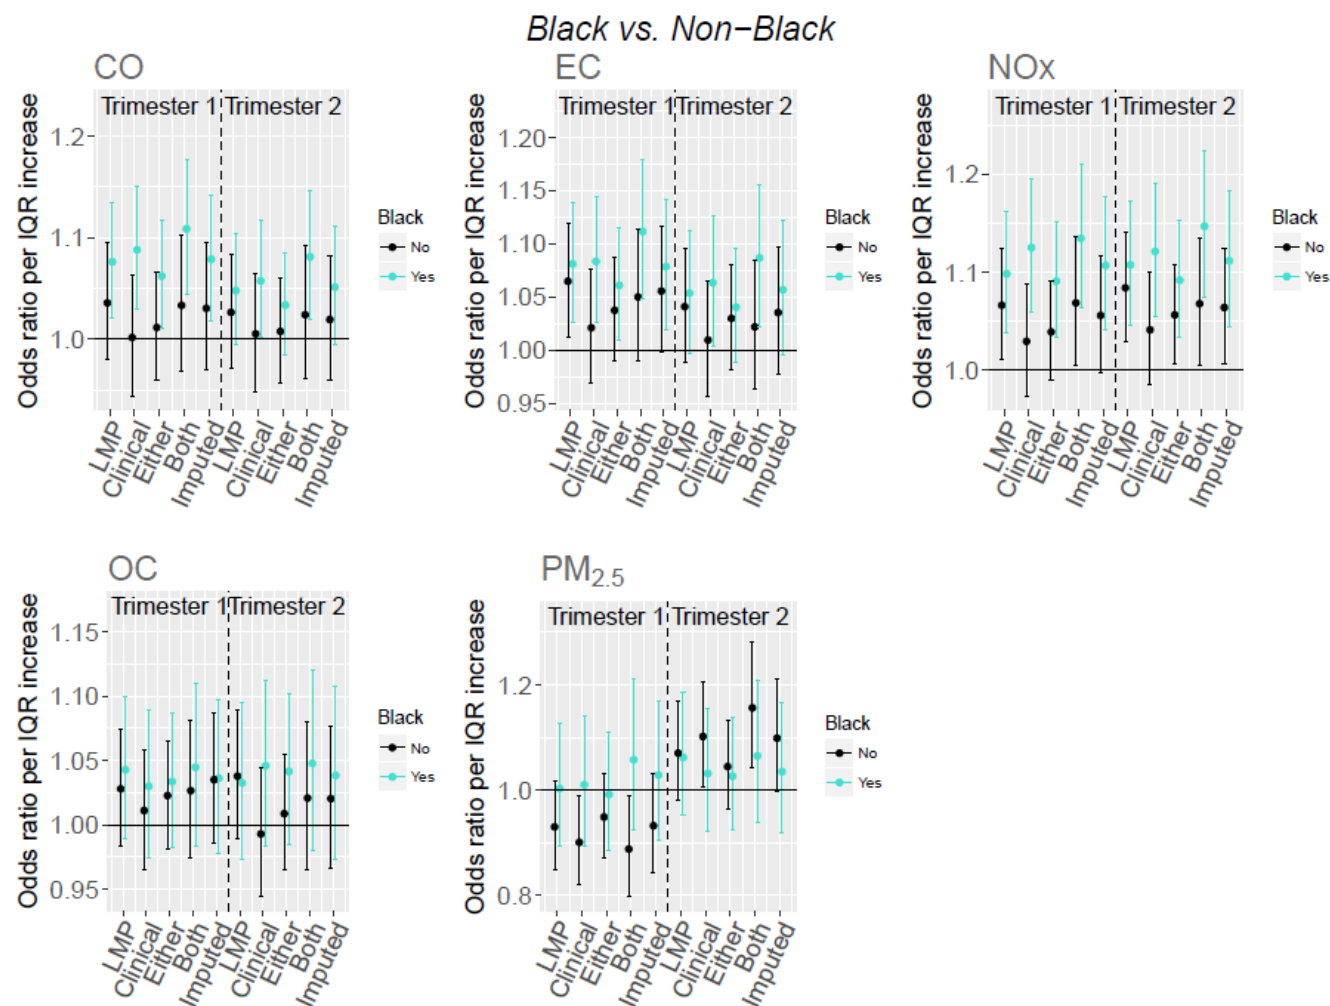 Black vs. Non−Black
CO
Odds ratio per IQR increase
Trimester 1
Trimester 2
1.2
1.1
1.0
LMP
Clinical
Either
Both
Imputed
LMP
Clinical
Either
Both
Imputed
Black
No
Yes
EC
Odds ratio per IQR increase
Trimester 1
Trimester 2
1.20
1.15
1.10
1.05
1.00
0.95
LMP
Clinical
Either
Both
Imputed
LMP
Clinical
Either
Both
Imputed
Black
No
Yes
NOx
Odds ratio per IQR increase
Trimester 1
Trimester 2
1.2
1.1
1.0
LMP
Clinical
Either
Both
Imputed
LMP
Clinical
Either
Both
Imputed
Black
No
Yes
OC
Odds ratio per IQR increase
Trimester 1
Trimester 2
1.15
1.10
1.05
1.00
0.95
LMP
Clinical
Either
Both
Imputed
LMP
Clinical
Either
Both
Imputed
Black
No
Yes
PM2.5
Odds ratio per IQR increase
Trimester 1
Trimester 2
1.2
1.0
0.8
LMP
Clinical
Either
Both
Imputed
LMP
Clinical
Either
Both
Imputed
Black
No
Yes